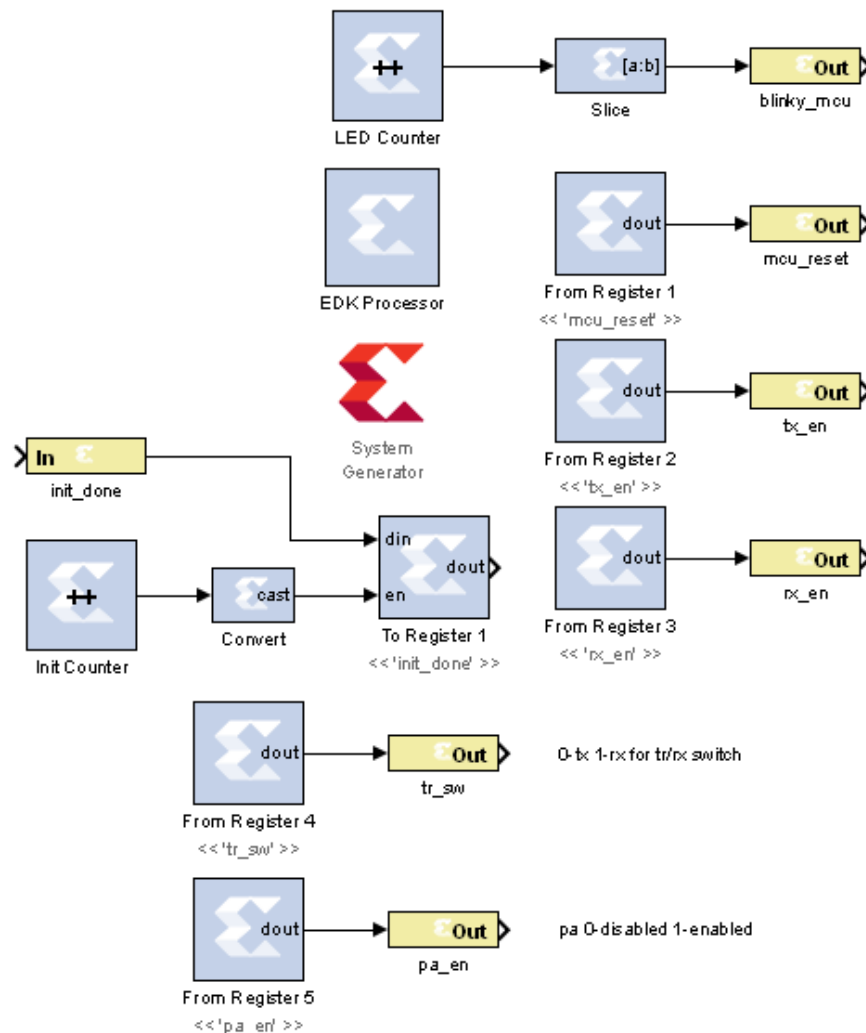 ++
LED Counter
[a:b]
Slice
Out
blinky_mcu
EDK Processor
dout
From Register 1
<< 'mcu_reset' >>
Out
mcu_reset
System
Generator
dout
From Register 2
<< 'tx_en' >>
Out
tx_en
In
init_done
++
Init Counter
cast
Convert
din
en
dout
To Register 1
<< 'init_done' >>
dout
From Register 3
<< 'rx_en' >>
Out
rx_en
dout
From Register 4
<< 'tr_sw' >>
Out
tr_sw
0-tx 1-rx for tr/rx switch
dout
From Register 5
<< 'pa_en' >>
Out
pa_en
pa 0-disabled 1-enabled